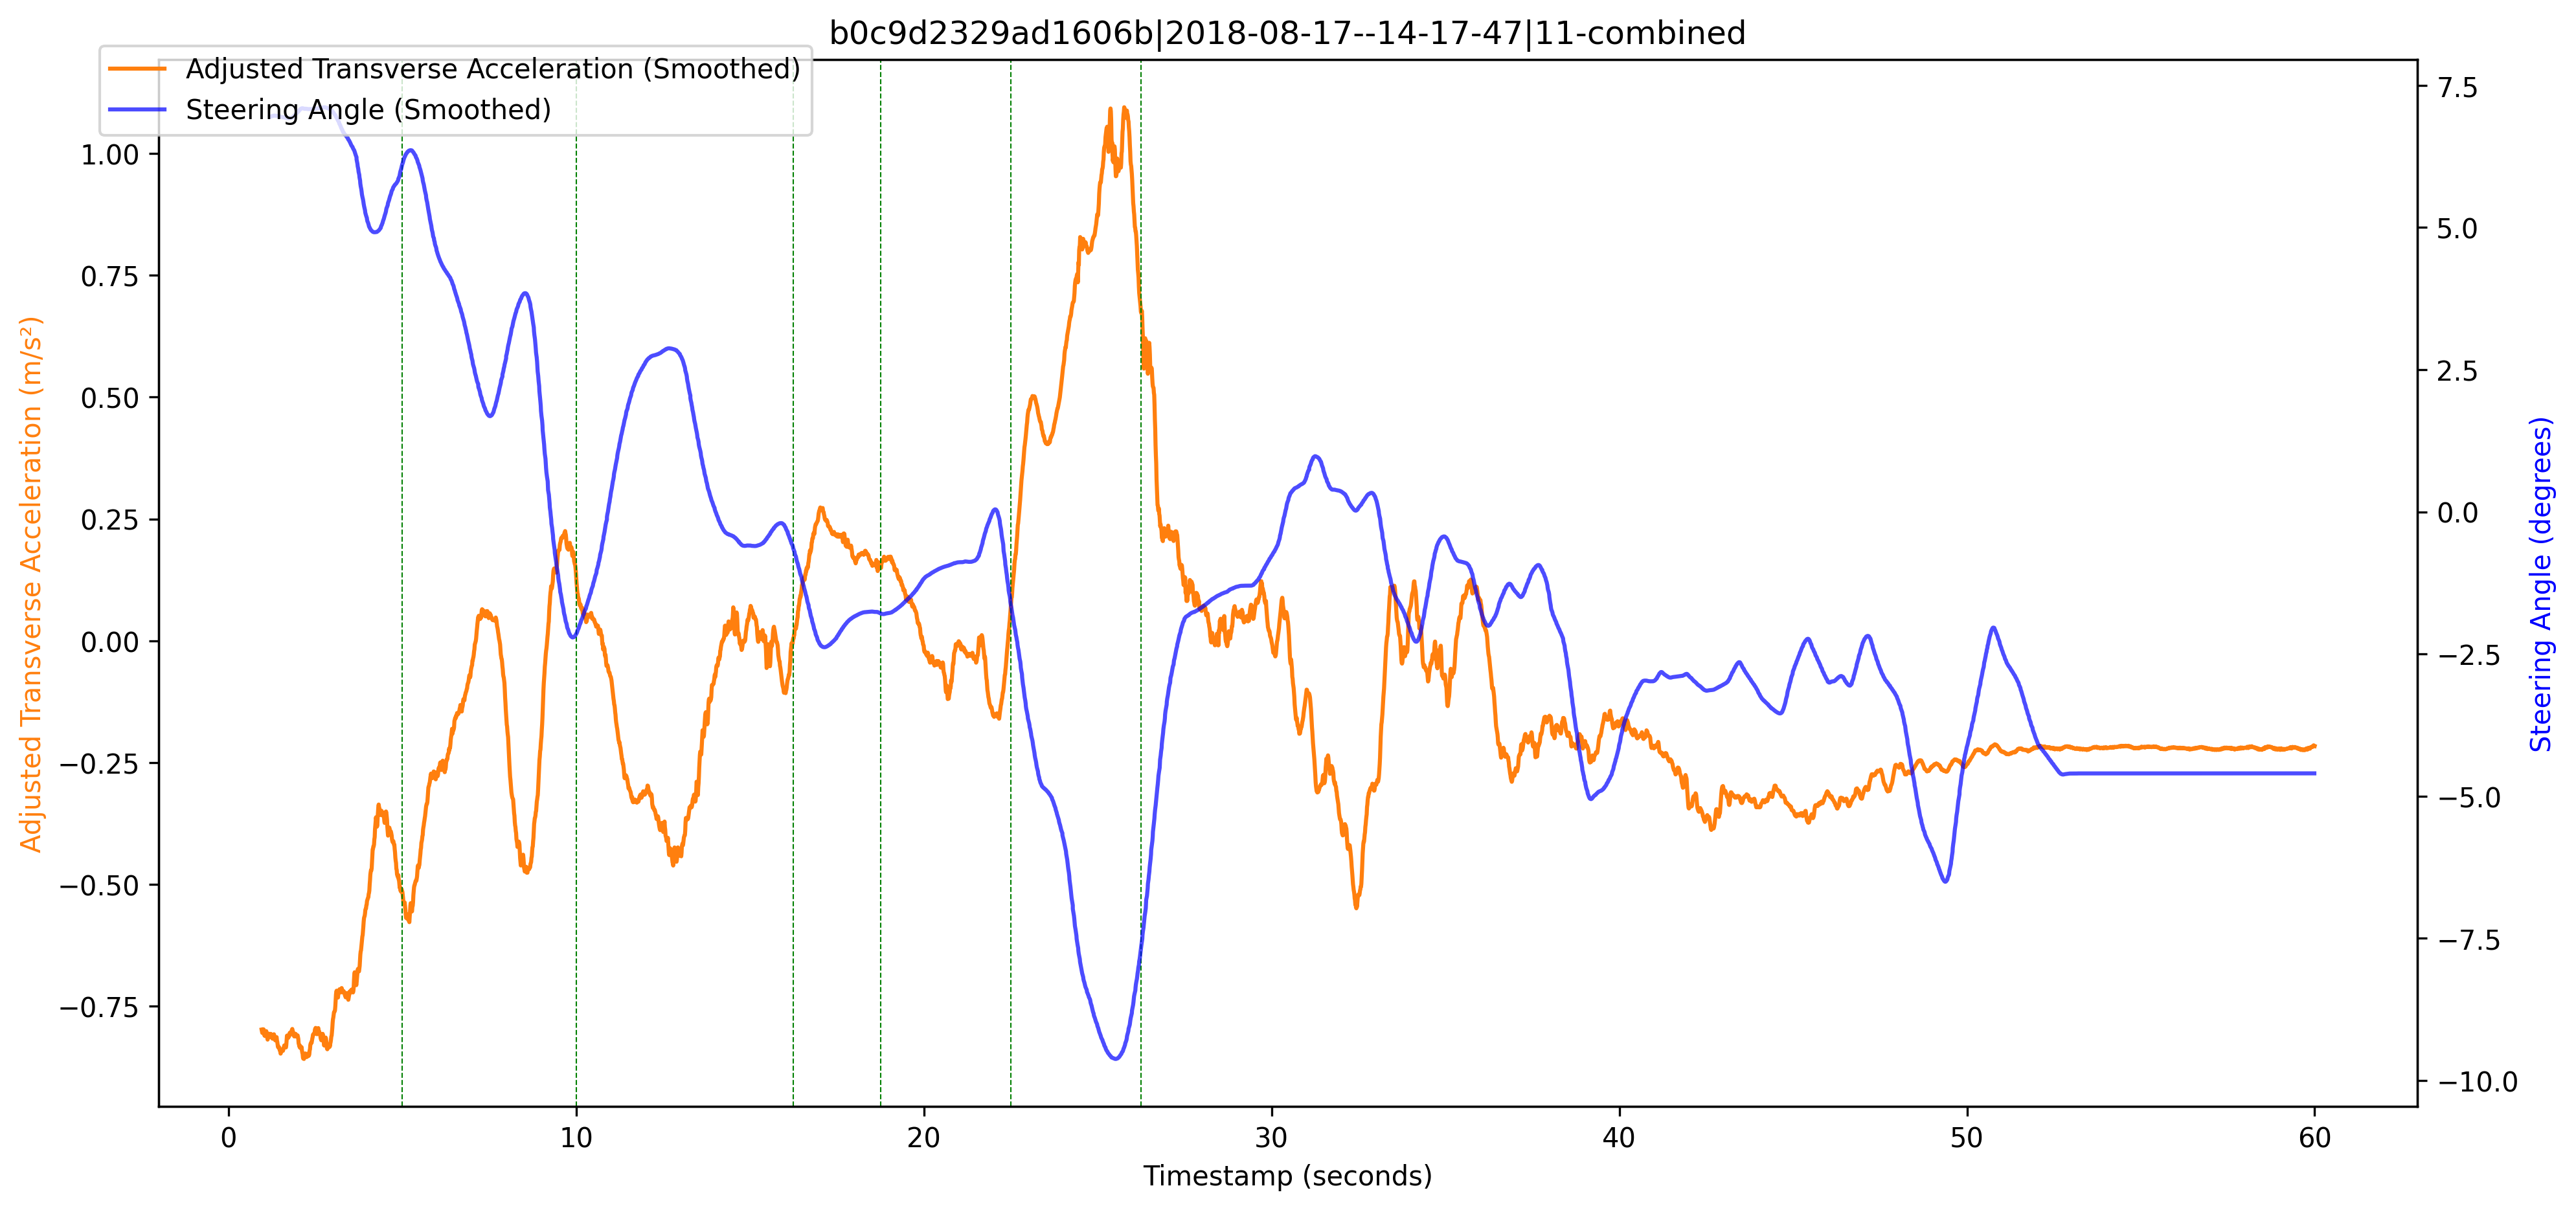 b0c9d2329ad1606b|2018-08-17--14-17-47|11-combined
Adjusted Transverse Acceleration (Smoothed)
Steering Angle (Smoothed)
Adjusted Transverse Acceleration (m/s²)
1.00
0.75
0.50
0.25
0.00
−0.25
−0.50
−0.75
7.5
5.0
2.5
0.0
−2.5
−5.0
−7.5
−10.0
Steering Angle (degrees)
0 10 20 30 40 50 60
Timestamp (seconds)